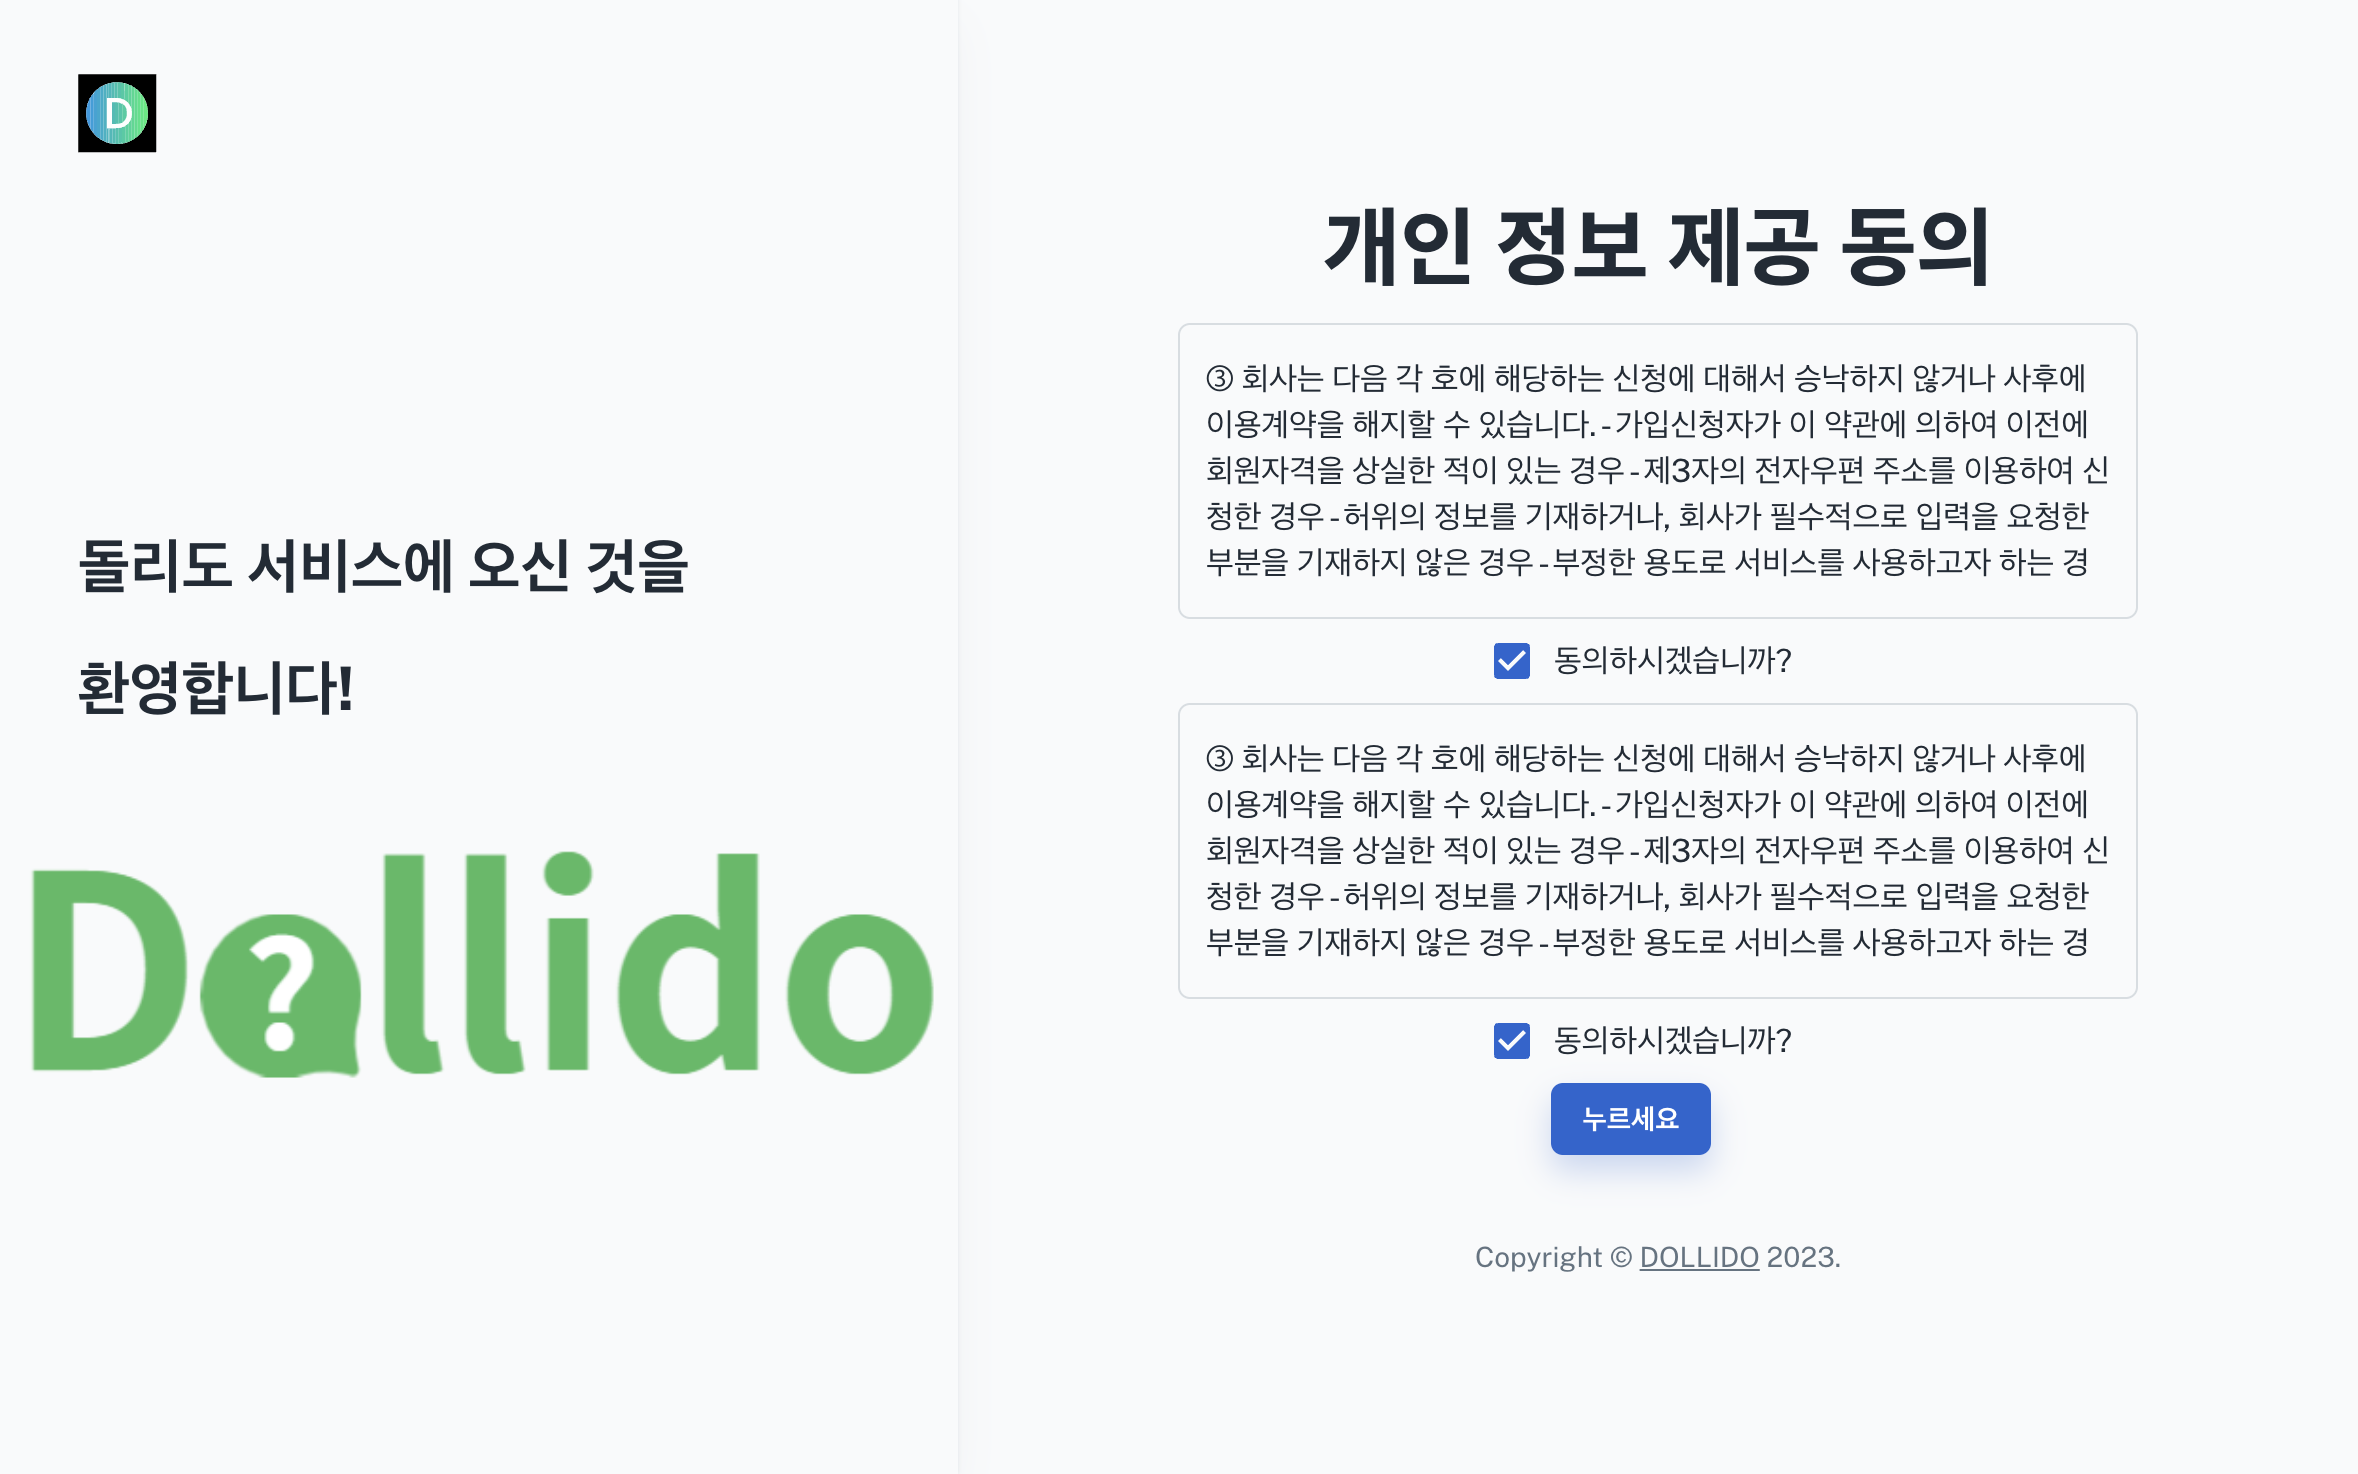 D
돌리도 서비스에 오신 것을
환영합니다!
Dollido
?
개인 정보 제공 동의
③ 회사는 다음 각 호에 해당하는 신청에 대해서 승낙하지 않거나 사후에
이용계약을 해지할 수 있습니다. - 가입신청자가 이 약관에 의하여 이전에
회원자격을 상실한 적이 있는 경우 - 제3자의 전자우편 주소를 이용하여 신
청한 경우 - 허위의 정보를 기재하거나, 회사가 필수적으로 입력을 요청한
부분을 기재하지 않은 경우 - 부정한 용도로 서비스를 사용하고자 하는 경
동의하시겠습니까?
③ 회사는 다음 각 호에 해당하는 신청에 대해서 승낙하지 않거나 사후에
이용계약을 해지할 수 있습니다. - 가입신청자가 이 약관에 의하여 이전에
회원자격을 상실한 적이 있는 경우 - 제3자의 전자우편 주소를 이용하여 신
청한 경우 - 허위의 정보를 기재하거나, 회사가 필수적으로 입력을 요청한
부분을 기재하지 않은 경우 - 부정한 용도로 서비스를 사용하고자 하는 경
동의하시겠습니까?
누르세요
Copyright © DOLLIDO 2023.